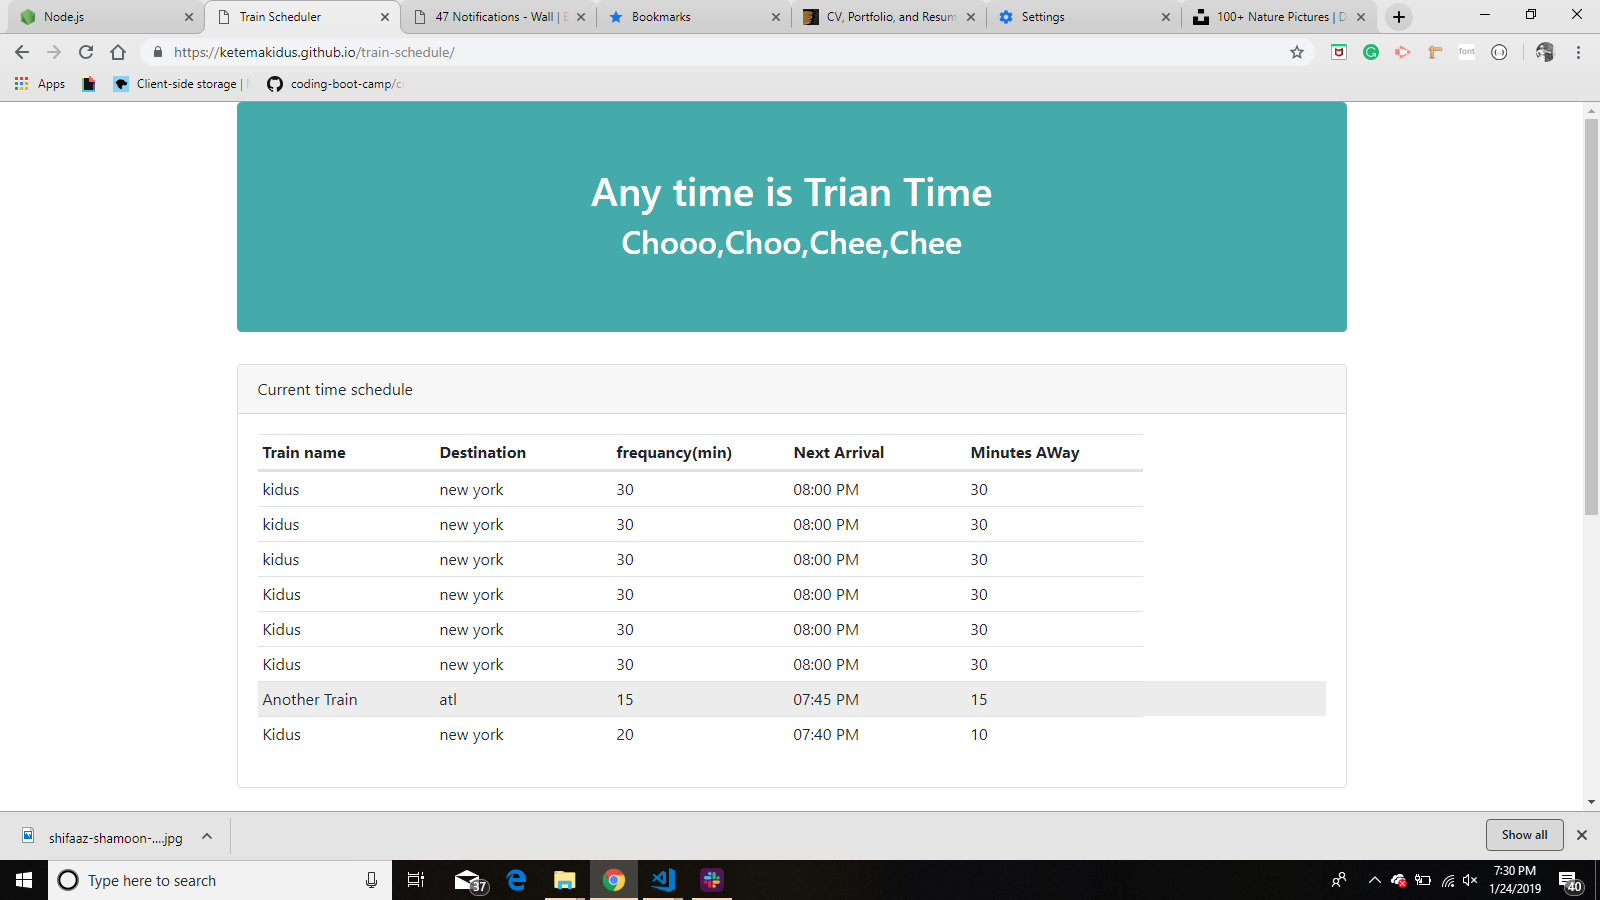 Node.js
Train Scheduler
47 Notifications - Wall |
Bookmarks
CV, Portfolio, and Resum
Settings
100+ Nature Pictures | D
https://ketemakidus.github.io/train-schedule/
font
Apps
Client-side storage |
coding-boot-camp/c
Any time is Trian Time
Chooo,Choo,Chee,Chee
Current time schedule
Train name Destination frequancy(min) Next Arrival Minutes AWay
kidus new york 30 08:00 PM 30
kidus new york 30 08:00 PM 30
kidus new york 30 08:00 PM 30
Kidus new york 30 08:00 PM 30
Kidus new york 30 08:00 PM 30
Kidus new york 30 08:00 PM 30
Another Train atl 15 07:45 PM 15
Kidus new york 20 07:40 PM 10
shifaaz-shamoon-....jpg
Show all
Type here to search
37
7:30 PM
1/24/2019
40